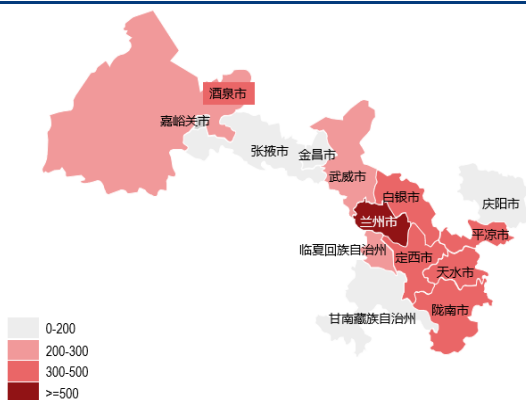 酒泉市
嘉峪关市
张掖市
金昌市
武威市
白银市
庆阳市
兰州市
平凉市
临夏回族自治州
定西市
天水市
陇南市
甘南藏族自治州
0-200
200-300
300-500
>=500